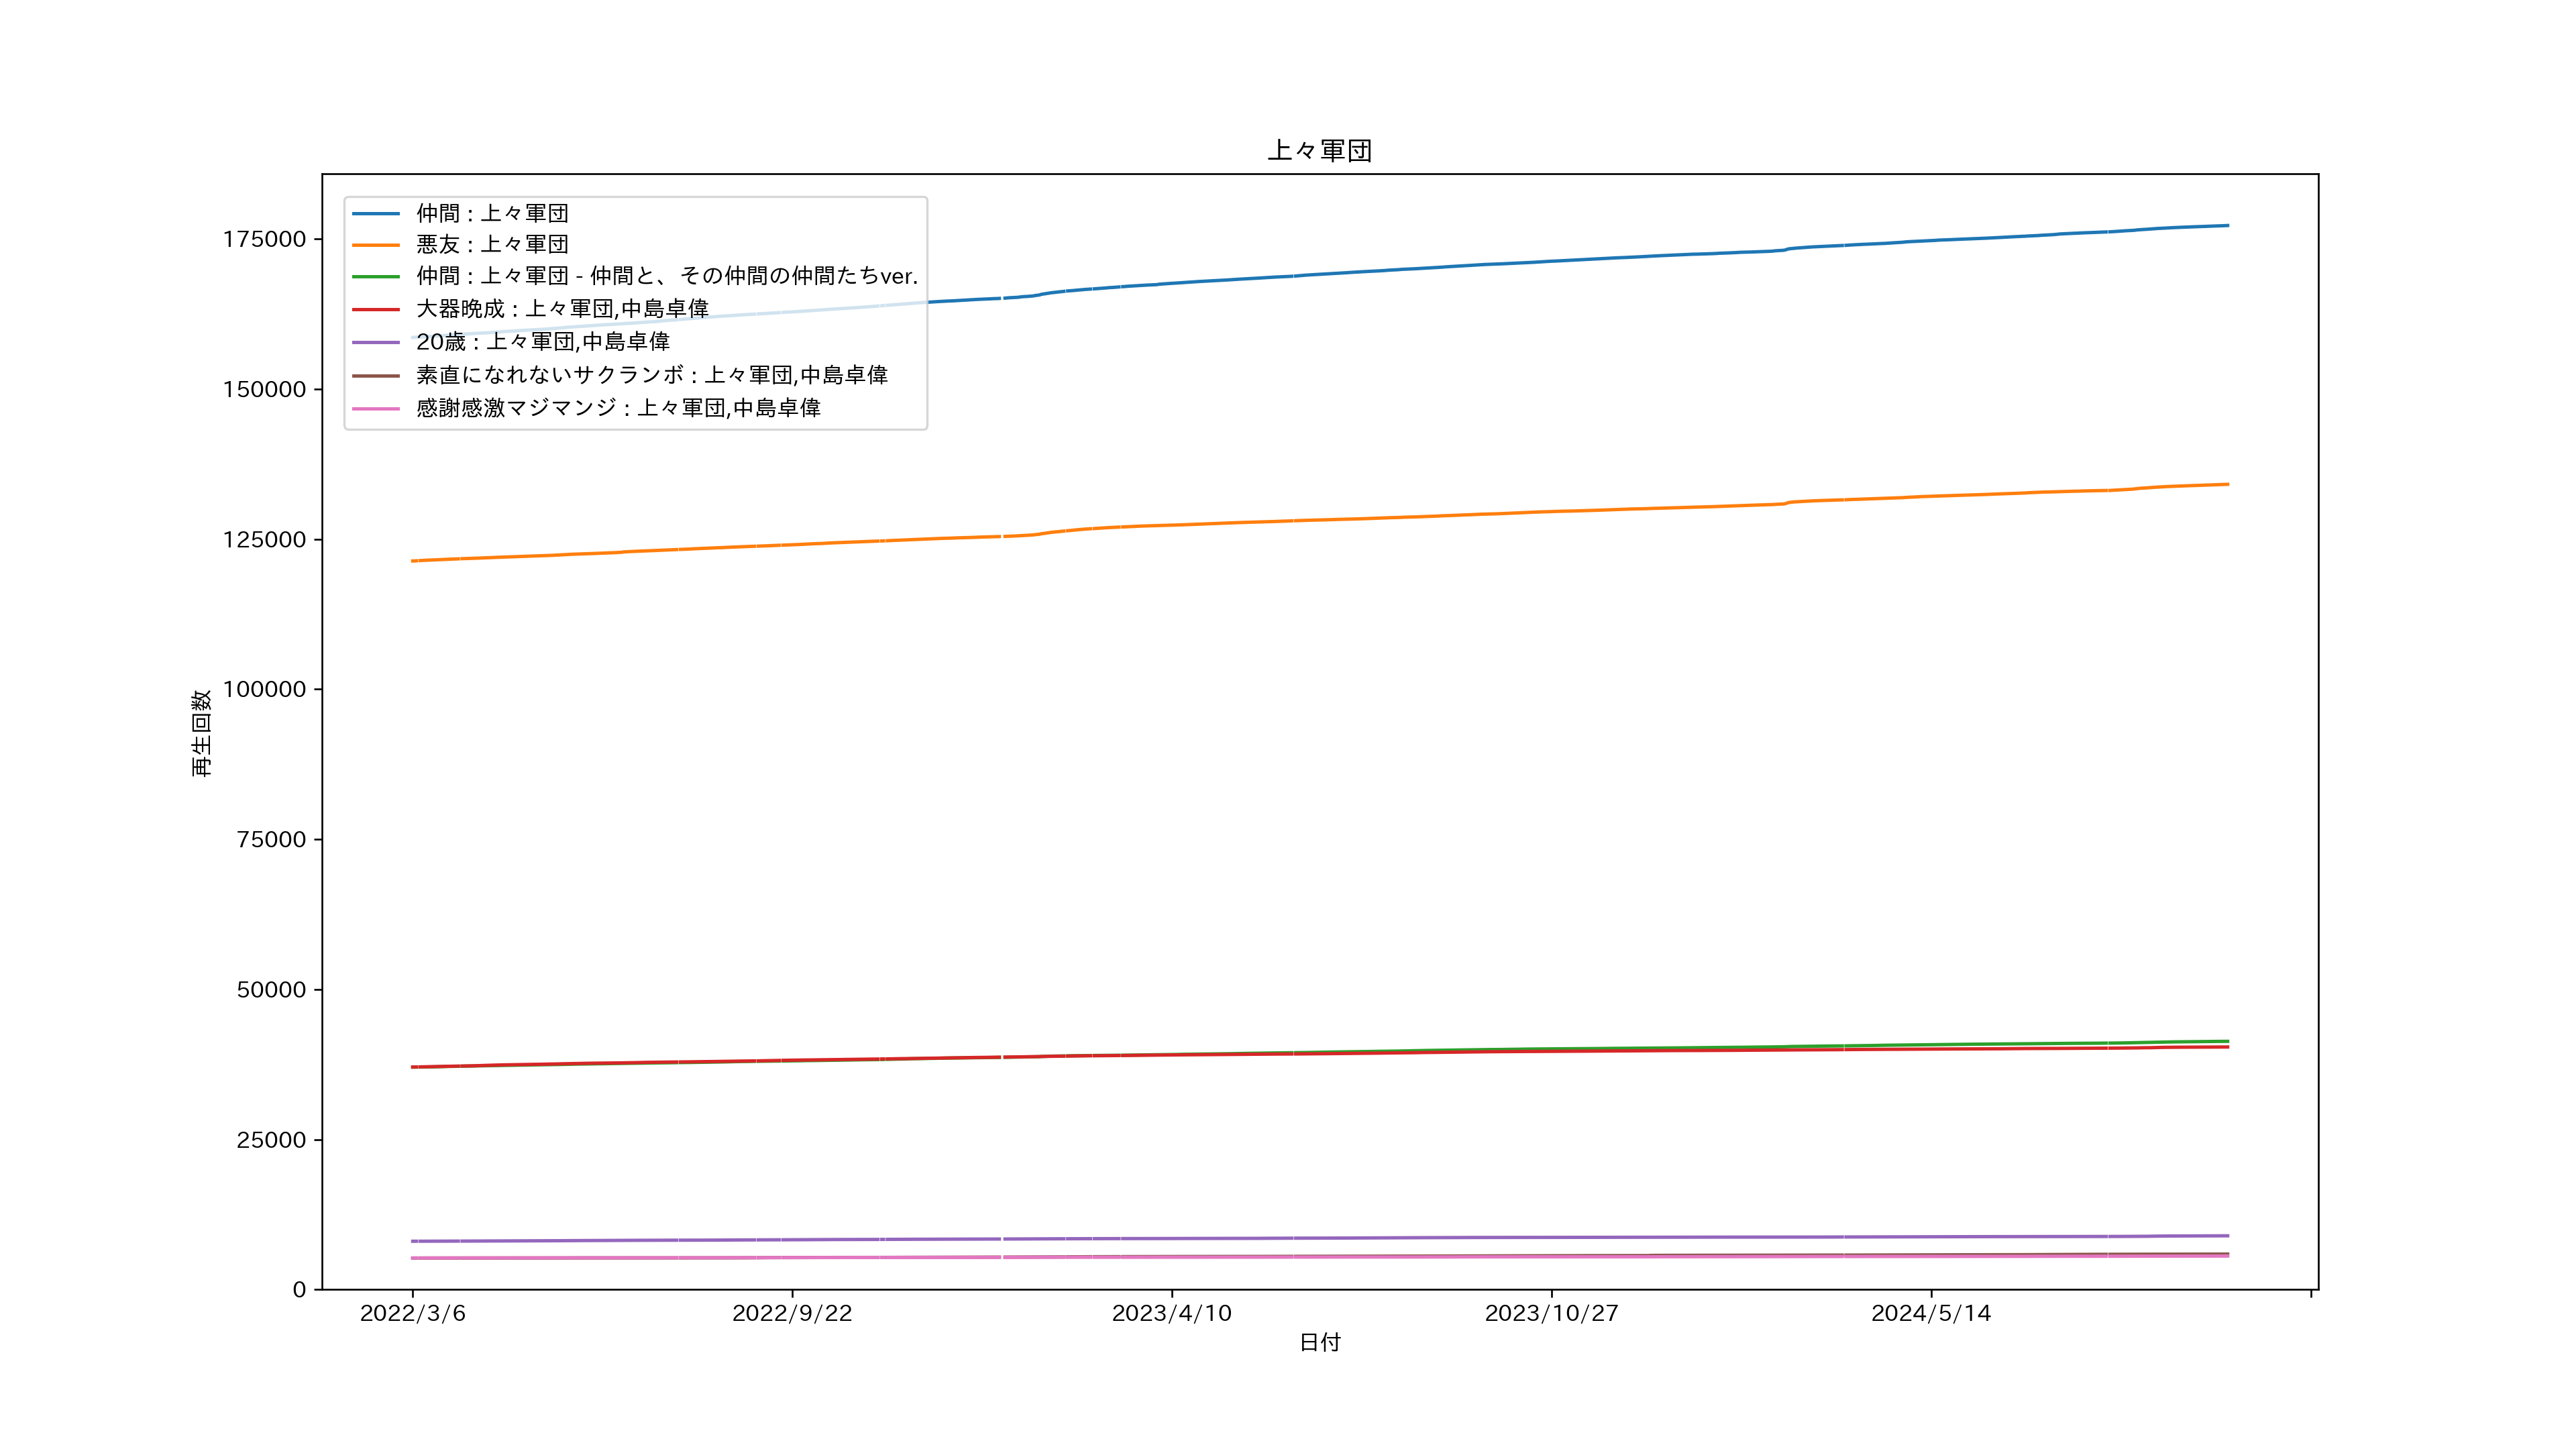 上々軍団
仲間 : 上々軍団
悪友 : 上々軍団
仲間 : 上々軍団 - 仲間と、その仲間の仲間たちver.
大器晩成 : 上々軍団,中島卓偉
20歳 : 上々軍団,中島卓偉
素直になれないサクランボ : 上々軍団,中島卓偉
感謝感激マジマンジ : 上々軍団,中島卓偉
175000
150000
125000
100000
75000
50000
25000
0
再生回数
2022/3/6
2022/9/22
2023/4/10
2023/10/27
2024/5/14
日付